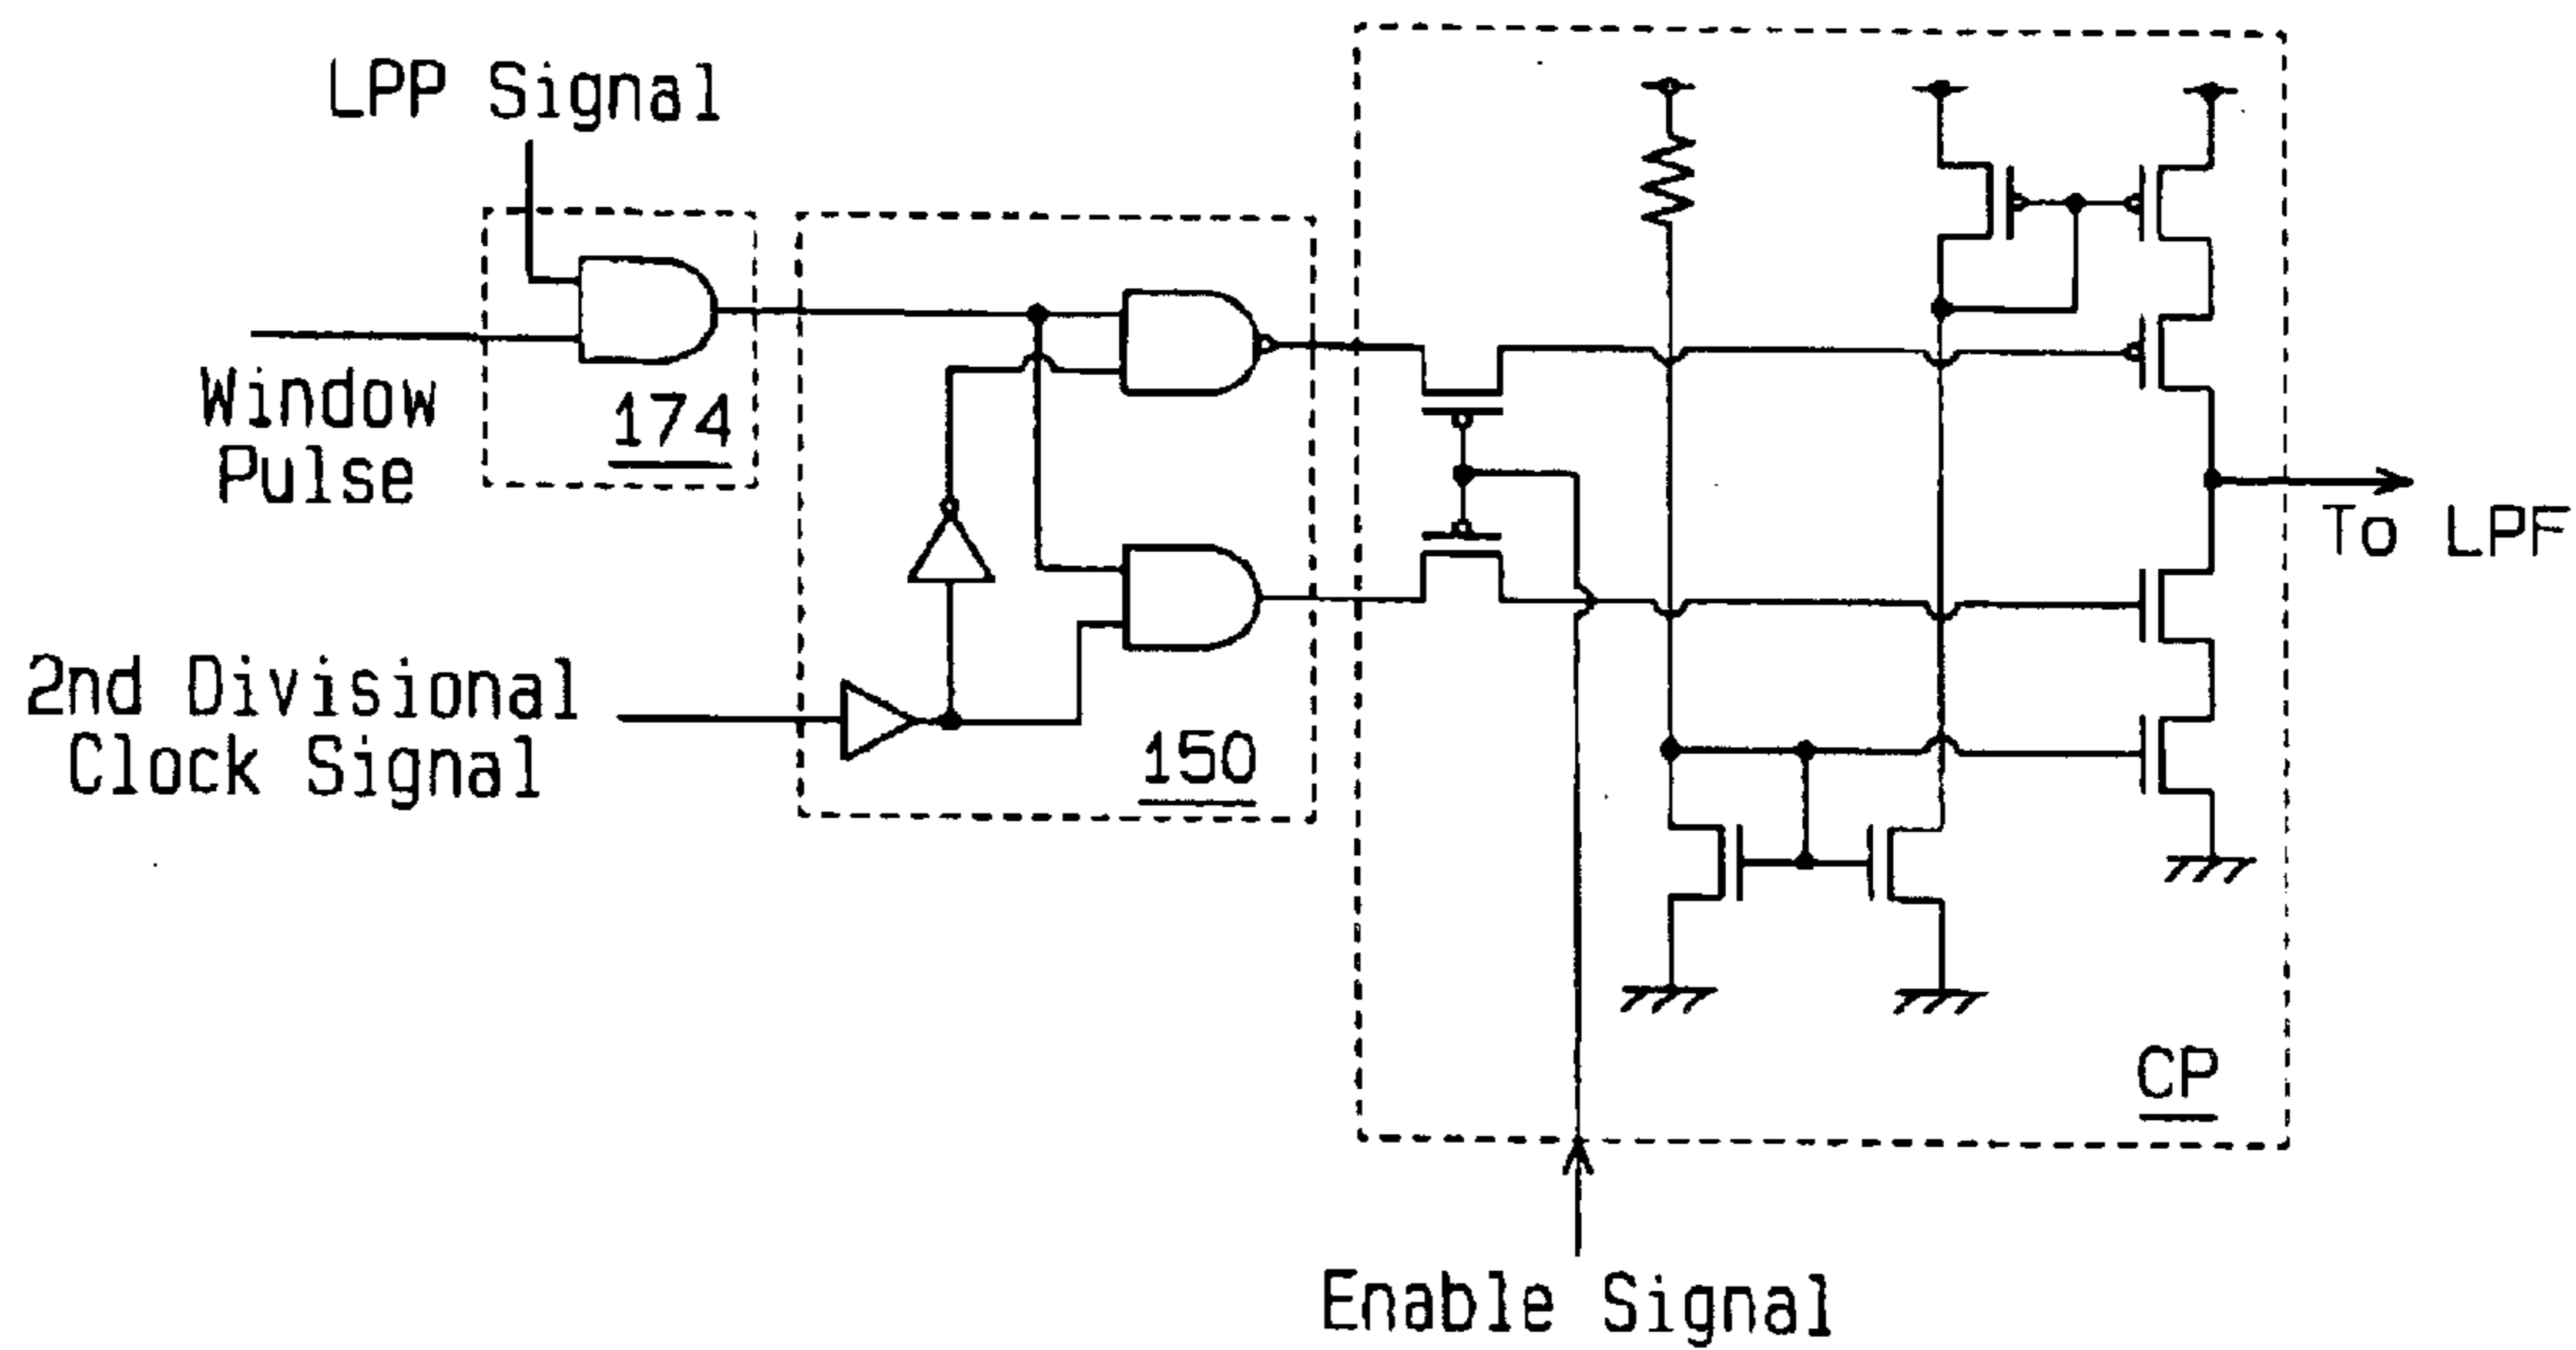 LPP Signal
Window
Pulse
174
2nd Divisional
Clock Signal
150
To LPF
CP
Enable Signal